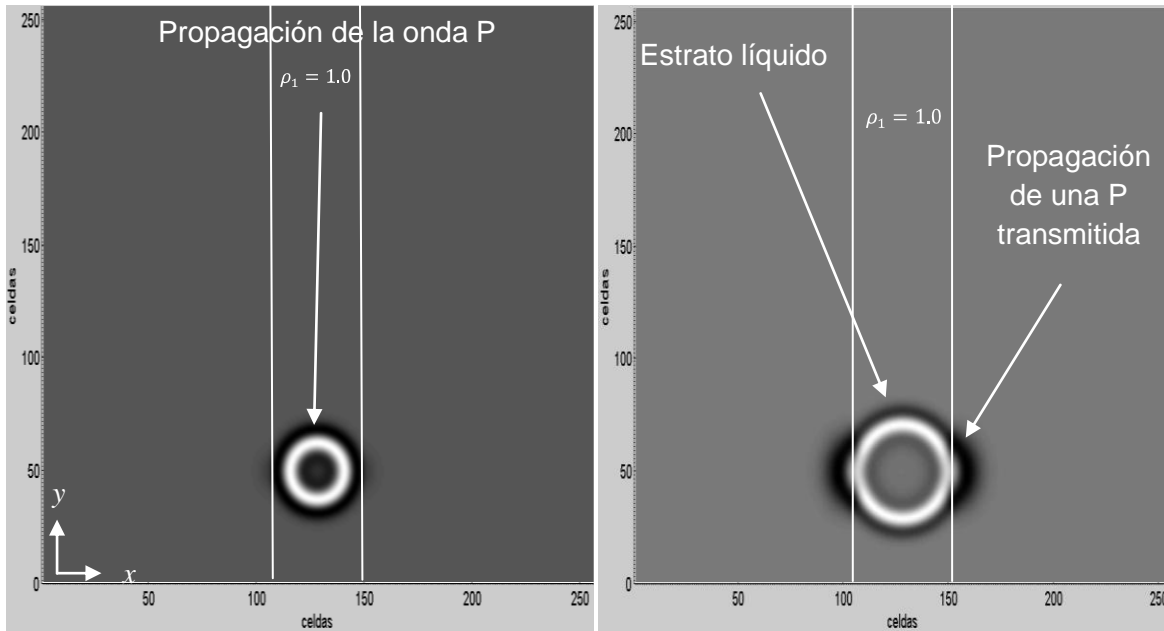 Propagación de la onda P
ρ₁ = 1.0
250
200
150
100
50
0
celdas
y
x
50
100
150
200
250
celdas
Estrato líquido
ρ₁ = 1.0
Propagación
de una P
transmitida
250
200
150
100
50
0
celdas
50
100
150
200
250
celdas